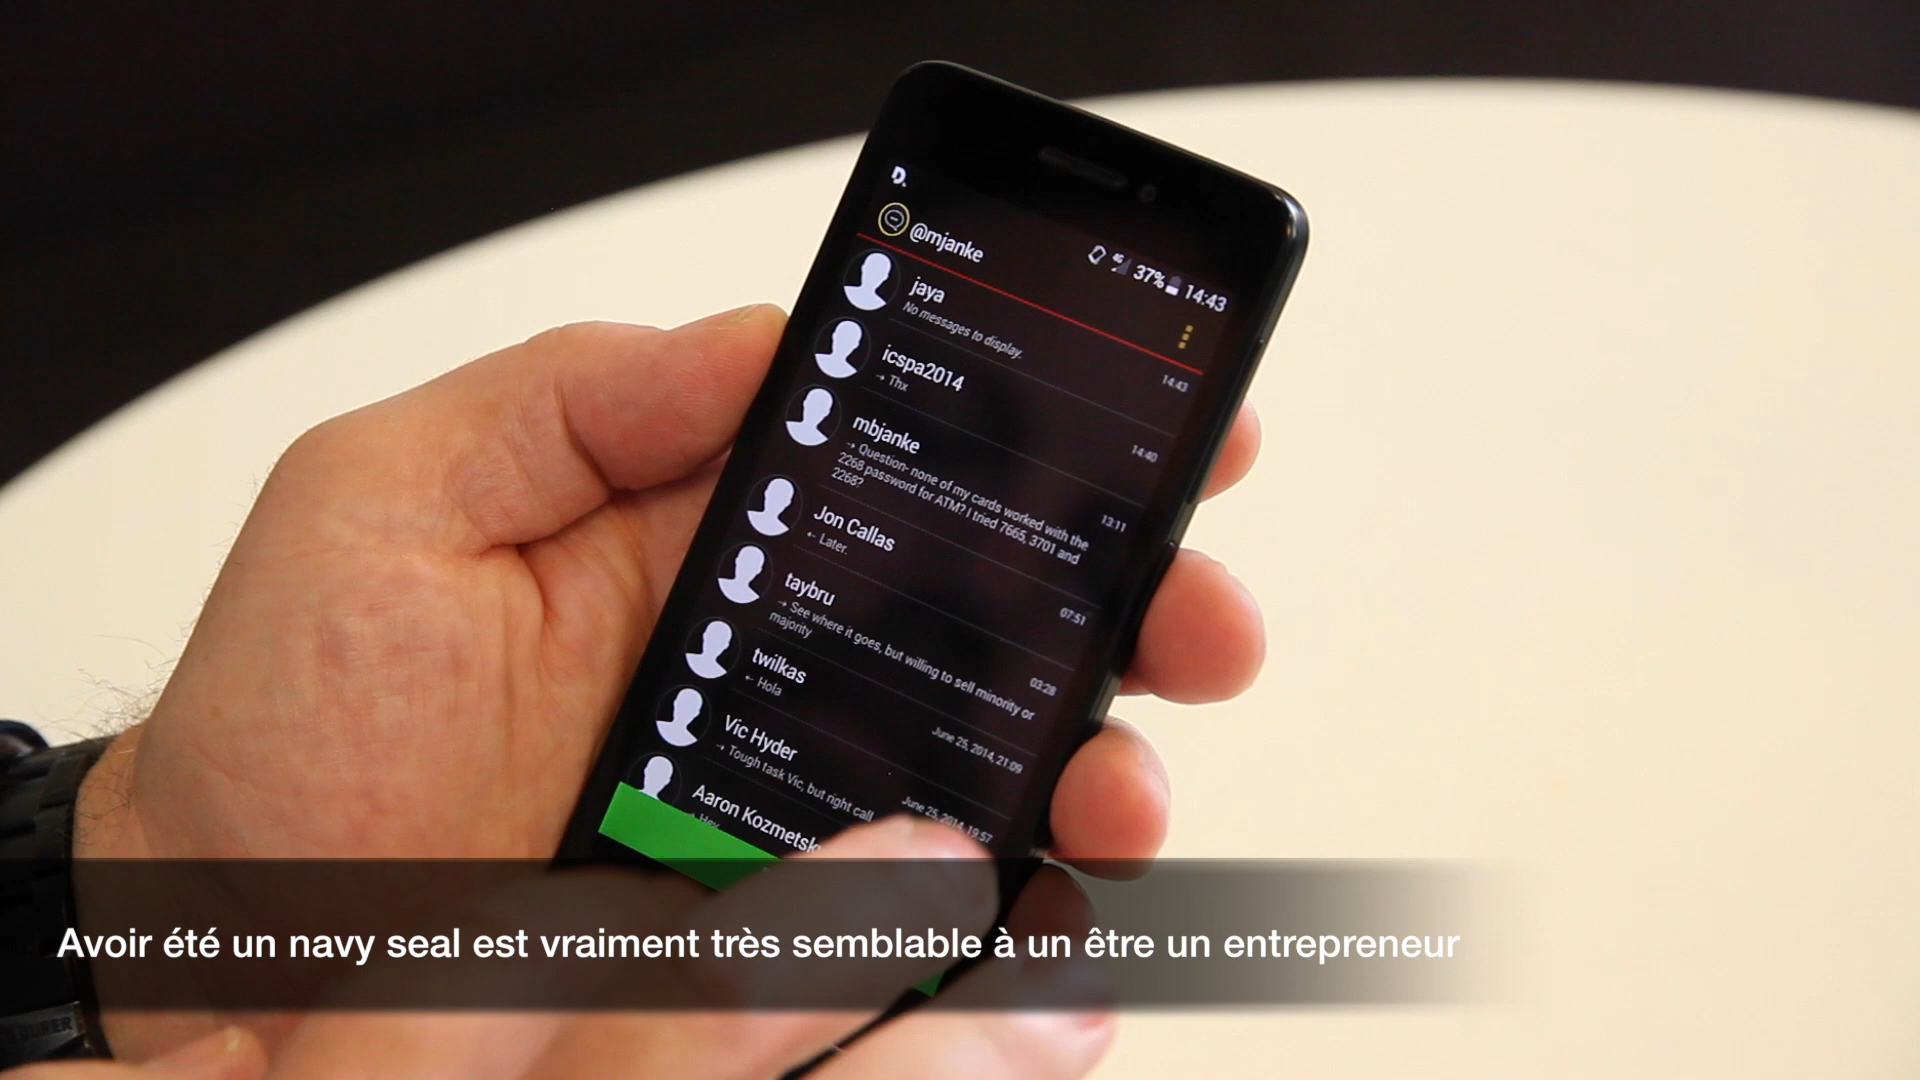 D.
@mjanke
4G 37% 14:43
jaya
No messages to display.
14:43
icspa2014
→ Thx
14:40
mbjanke
→ Question- none of my cards worked with the
2268 password for ATM? I tried 7665, 3701 and
2268?
13:11
Jon Callas
← Later.
07:51
taybru
→ See where it goes, but willing to sell minority or
majority
03:28
twilkas
← Hola
June 25, 2014, 21:09
Vic Hyder
→ Tough task Vic, but right call
June 25, 2014, 19:57
Aaron Kozmetsk
→ Hey
Avoir été un navy seal est vraiment très semblable à un être un entrepreneur